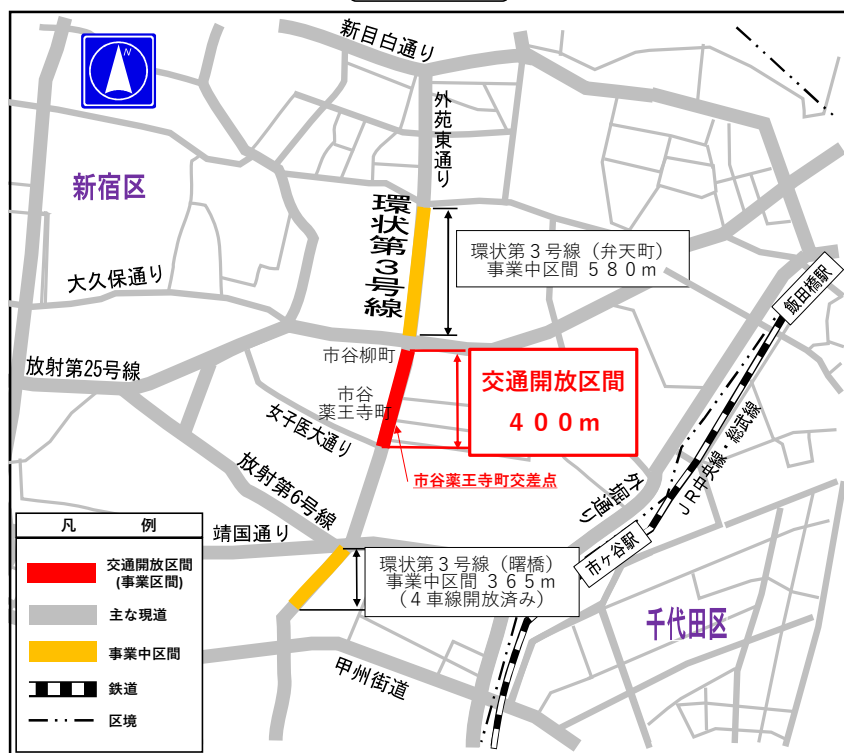 N
新目白通り
外苑東通り
新宿区
環状第3号線
環状第3号線（弁天町）
事業中区間 580m
大久保通り
飯田橋駅
市谷柳町
放射第25号線
交通開放区間
400m
市谷
薬王寺町
女子医大通り
JR中央線・総武線
市谷薬王寺町交差点
放射第6号線
外堀通り
靖国通り
市ヶ谷駅
環状第3号線（曙橋）
事業中区間 365m
（4車線開放済み）
千代田区
甲州街道
凡 例
交通開放区間
(事業区間)
主な現道
事業中区間
鉄道
区境